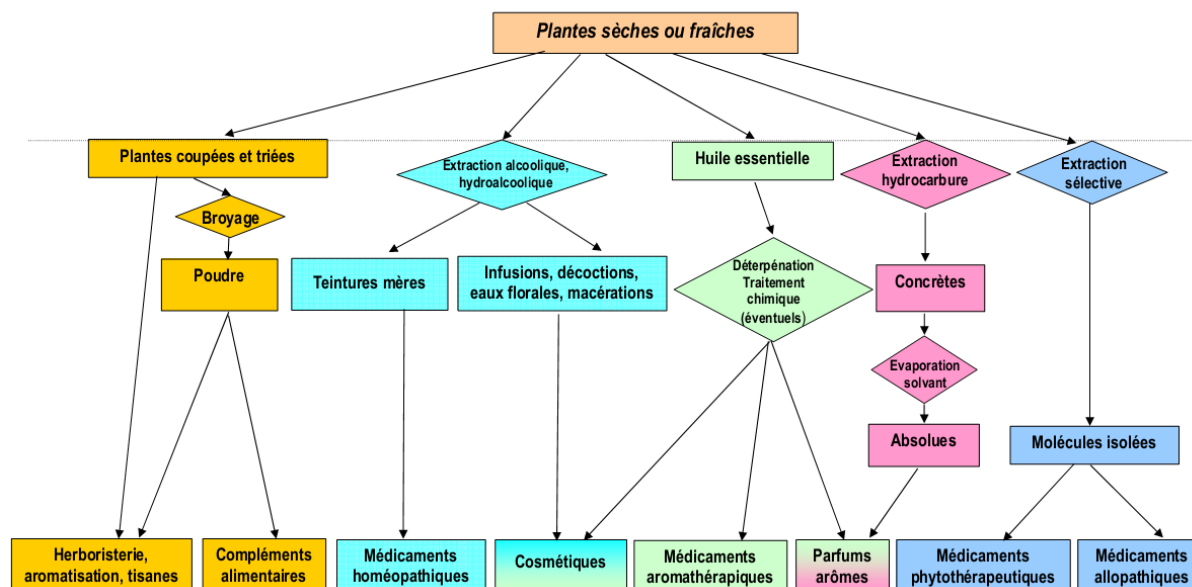 Plantes sèches ou fraîches
Plantes coupées et triées
Extraction alcoolique,
hydroalcoolique
Huile essentielle
Extraction
hydrocarbure
Extraction
sélective
Broyage
Poudre
Teintures mères
Infusions, décoctions,
eaux florales, macérations
Déterpénation
Traitement
chimique
(éventuels)
Concrètes
Evaporation
solvant
Absolues
Molécules isolées
Herboristerie,
aromatisation, tisanes
Compléments
alimentaires
Médicaments
homéopathiques
Cosmétiques
Médicaments
aromathérapiques
Parfums
arômes
Médicaments
phytothérapeutiques
Médicaments
allopathiques